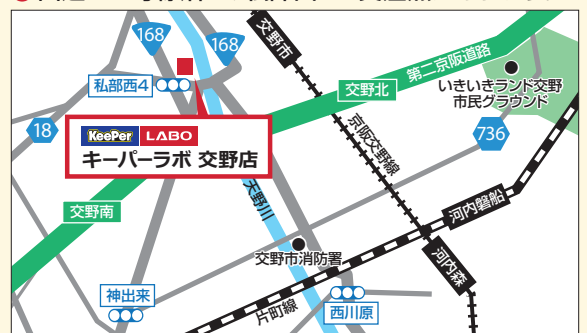 168
168
交野市
第二京阪道路
私部西4
交野北
いきいきランド交野
市民グラウンド
18
KeePer LABO
キーパーラボ 交野店
京阪交野線
736
天野川
交野南
河内磐船
交野市消防署
河内森
神出来
片町線
西川原